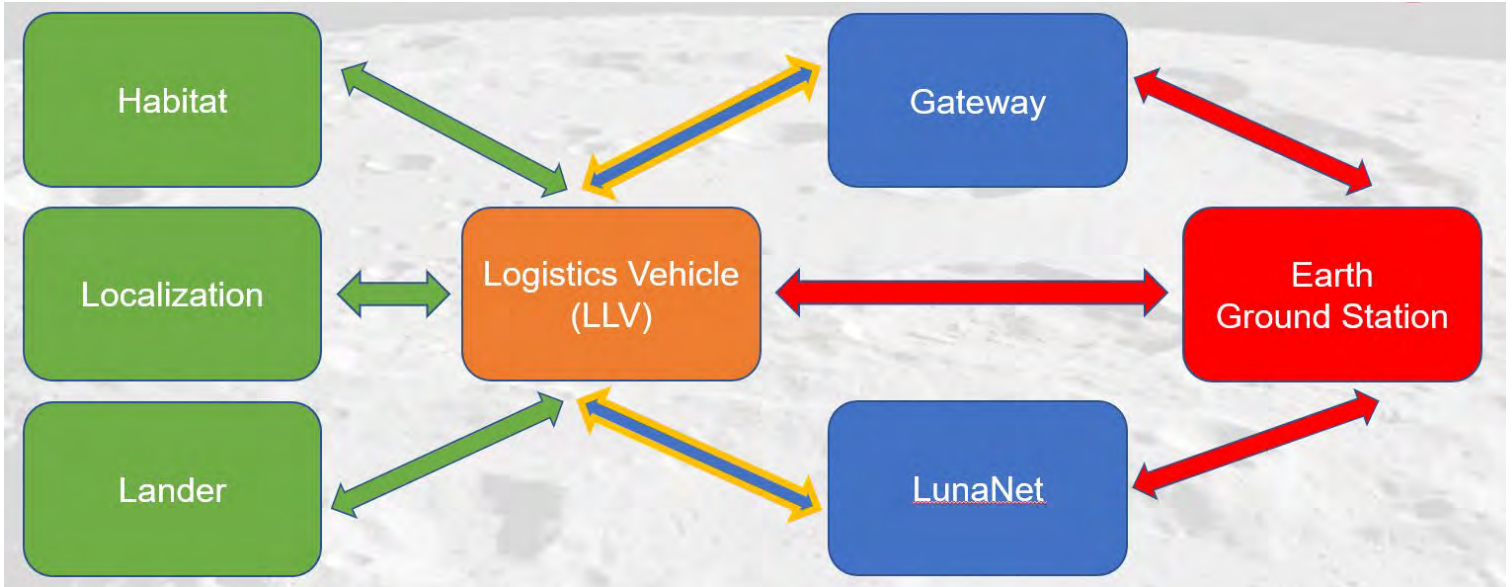 Habitat
Gateway
Localization
Logistics Vehicle
(LLV)
Earth
Ground Station
Lander
LunaNet